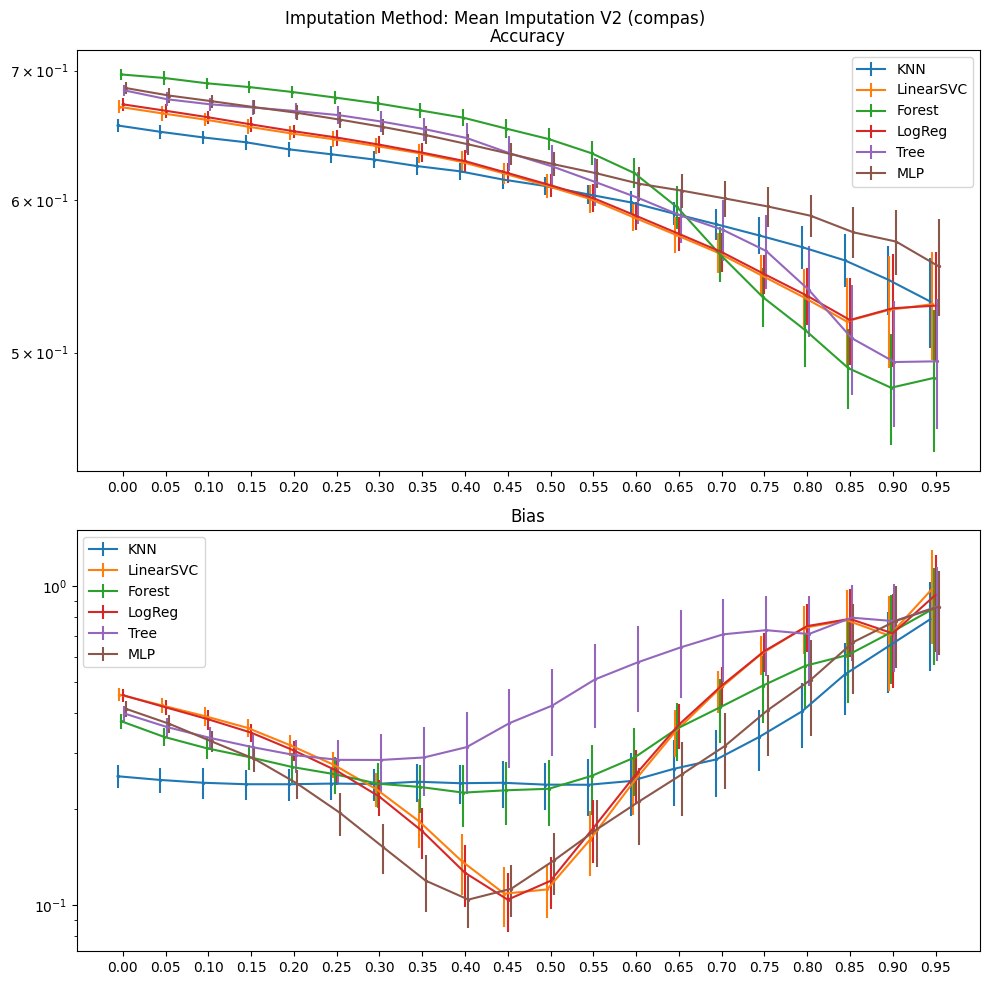 Imputation Method: Mean Imputation V2 (compas)
Accuracy
7 × 10⁻¹
6 × 10⁻¹
5 × 10⁻¹
KNN
LinearSVC
Forest
LogReg
Tree
MLP
0.00 0.05 0.10 0.15 0.20 0.25 0.30 0.35 0.40 0.45 0.50 0.55 0.60 0.65 0.70 0.75 0.80 0.85 0.90 0.95
Bias
10⁰
10⁻¹
KNN
LinearSVC
Forest
LogReg
Tree
MLP
0.00 0.05 0.10 0.15 0.20 0.25 0.30 0.35 0.40 0.45 0.50 0.55 0.60 0.65 0.70 0.75 0.80 0.85 0.90 0.95